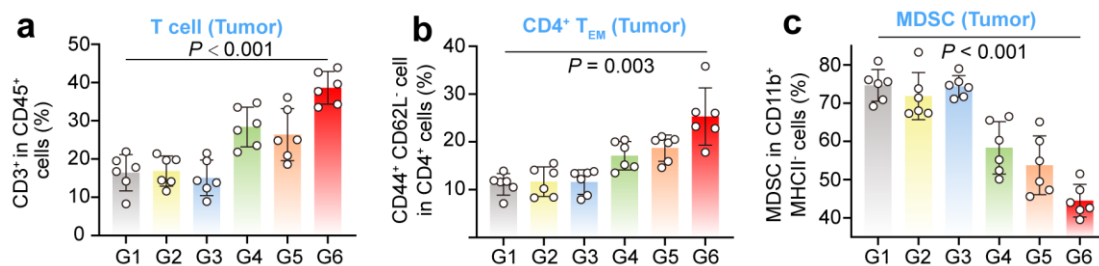 a
T cell (Tumor)
P < 0.001
CD3⁺ in CD45⁺
cells (%)
50
40
30
20
10
0
G1 G2 G3 G4 G5 G6
b
CD4⁺ T_EM (Tumor)
P = 0.003
CD44⁺ CD62L⁻ cell
in CD4⁺ cells (%)
40
30
20
10
G1 G2 G3 G4 G5 G6
c
MDSC (Tumor)
P < 0.001
MDSC in CD11b⁺
MHCII⁻ cells (%)
80
70
60
50
40
G1 G2 G3 G4 G5 G6